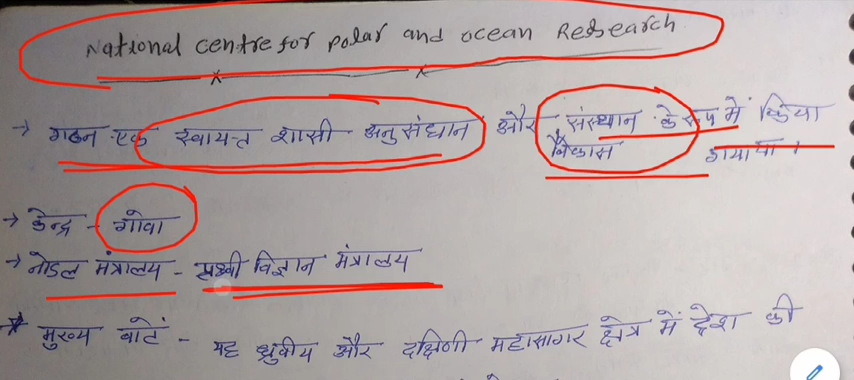 National centre for polar and ocean Research
→ गठन एक स्वायत्त शासी अनुसंधान और संस्थान के रूप में किया
विकास गया था ।
→ केन्द्र - गोवा
→ नोडल मंत्रालय - पृथ्वी विज्ञान मंत्रालय
* मुख्य बातें - यह ध्रुवीय और दक्षिणी महासागर क्षेत्र में देश की